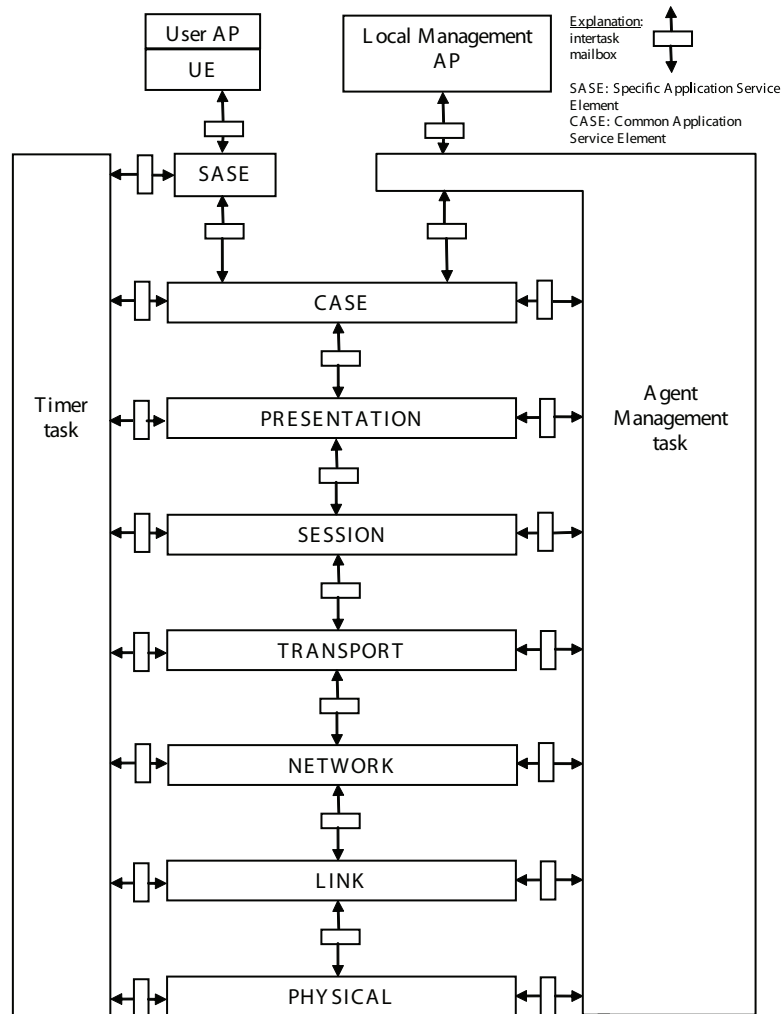 User AP
UE
Local Management
AP
Explanation:
intertask
mailbox
SASE: Specific Application Service
Element
CASE: Common Application
Service Element
SASE
CASE
Timer
task
Agent
Management
task
PRESENTATION
SESSION
TRANSPORT
NETWORK
LINK
PHYSICAL